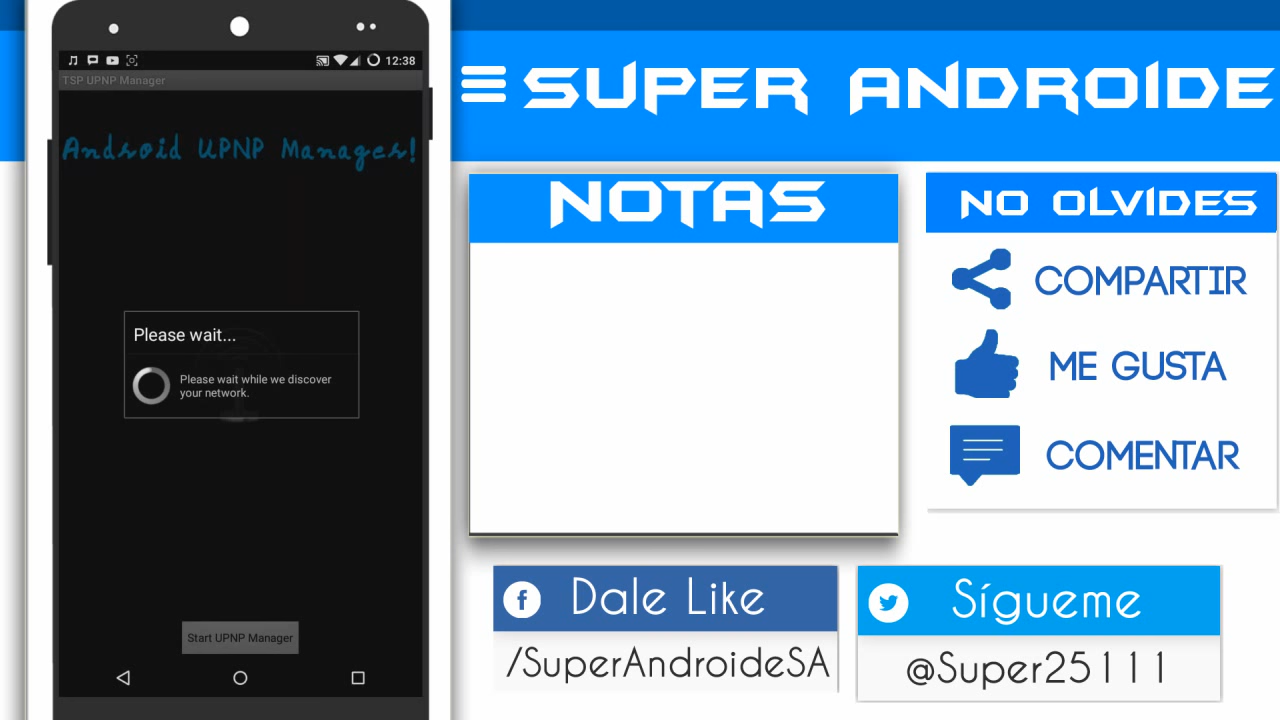 12:38
TSP UPNP Manager
Android UPNP Manager!
Please wait...
Please wait while we discover
your network.
Start UPNP Manager
SUPER ANDROIDE
NOTAS
NO OLVIDES
COMPARTIR
ME GUSTA
COMENTAR
Dale Like
/SuperAndroideSA
Sígueme
@Super25111